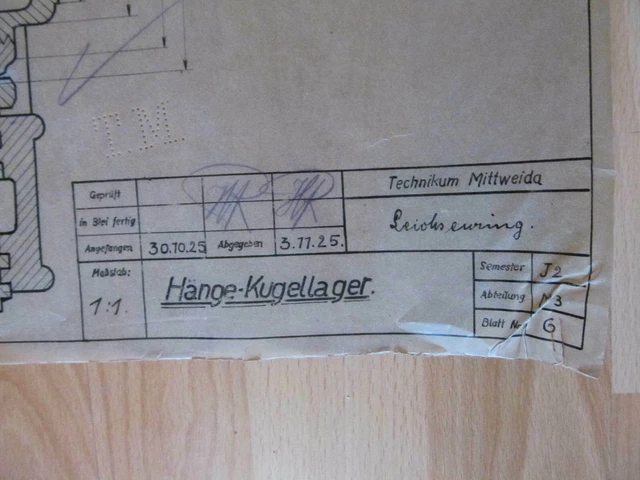 T.M.
Geprüft
Technikum Mittweida
in Blei fertig
Leichsenring.
Angefangen 30.10.25 Abgegeben 3.11.25.
Maßstab:
1:1.
Hänge-Kugellager.
Semester J2
Abteilung M3
Blatt Nr. 6